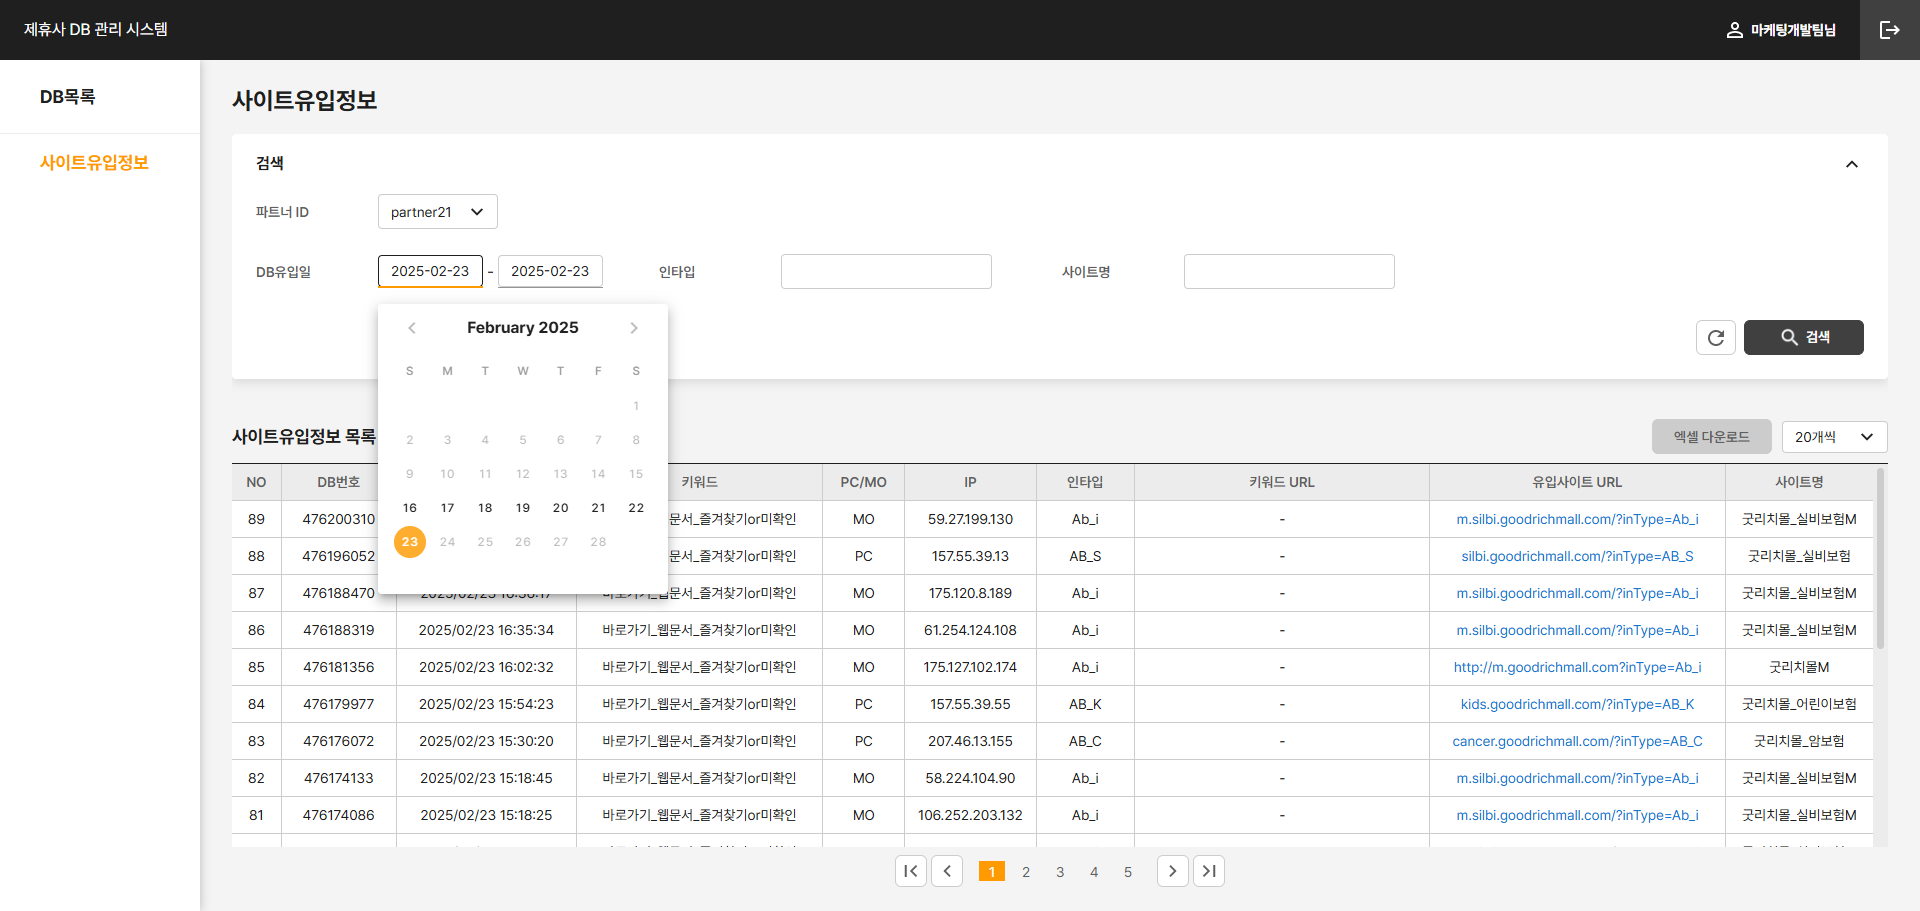 제휴사 DB 관리 시스템
마케팅개발팀님
DB목록
사이트유입정보
사이트유입정보
검색
파트너 ID
partner21
DB유입일
2025-02-23 - 2025-02-23
인타입
사이트명
February 2025
S M T W T F S
1
2 3 4 5 6 7 8
9 10 11 12 13 14 15
16 17 18 19 20 21 22
23 24 25 26 27 28
검색
사이트유입정보 목록
엑셀 다운로드
20개씩
NO DB번호 키워드 PC/MO IP 인타입 키워드 URL 유입사이트 URL 사이트명
89 476200310 문서_즐겨찾기or미확인 MO 59.27.199.130 Ab_i - m.silbi.goodrichmall.com/?inType=Ab_i 굿리치몰_실비보험M
88 476196052 문서_즐겨찾기or미확인 PC 157.55.39.13 AB_S - silbi.goodrichmall.com/?inType=AB_S 굿리치몰_실비보험
87 476188470 문서_즐겨찾기or미확인 MO 175.120.8.189 Ab_i - m.silbi.goodrichmall.com/?inType=Ab_i 굿리치몰_실비보험M
86 476188319 2025/02/23 16:35:34 바로가기_웹문서_즐겨찾기or미확인 MO 61.254.124.108 Ab_i - m.silbi.goodrichmall.com/?inType=Ab_i 굿리치몰_실비보험M
85 476181356 2025/02/23 16:02:32 바로가기_웹문서_즐겨찾기or미확인 MO 175.127.102.174 Ab_i - http://m.goodrichmall.com?inType=Ab_i 굿리치몰M
84 476179977 2025/02/23 15:54:23 바로가기_웹문서_즐겨찾기or미확인 PC 157.55.39.55 AB_K - kids.goodrichmall.com/?inType=AB_K 굿리치몰_어린이보험
83 476176072 2025/02/23 15:30:20 바로가기_웹문서_즐겨찾기or미확인 PC 207.46.13.155 AB_C - cancer.goodrichmall.com/?inType=AB_C 굿리치몰_암보험
82 476174133 2025/02/23 15:18:45 바로가기_웹문서_즐겨찾기or미확인 MO 58.224.104.90 Ab_i - m.silbi.goodrichmall.com/?inType=Ab_i 굿리치몰_실비보험M
81 476174086 2025/02/23 15:18:25 바로가기_웹문서_즐겨찾기or미확인 MO 106.252.203.132 Ab_i - m.silbi.goodrichmall.com/?inType=Ab_i 굿리치몰_실비보험M
1 2 3 4 5